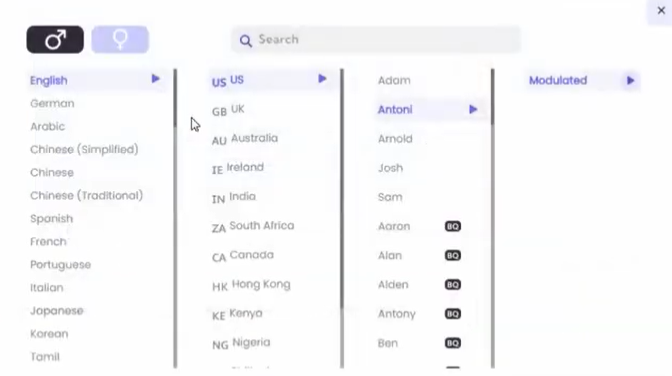 Search
English
German
Arabic
Chinese (Simplified)
Chinese
Chinese (Traditional)
Spanish
French
Portuguese
Italian
Japanese
Korean
Tamil
US US
GB UK
AU Australia
IE Ireland
IN India
ZA South Africa
CA Canada
HK Hong Kong
KE Kenya
NG Nigeria
Adam
Antoni
Arnold
Josh
Sam
Aaron BQ
Alan BQ
Alden BQ
Antony BQ
Ben BQ
Modulated